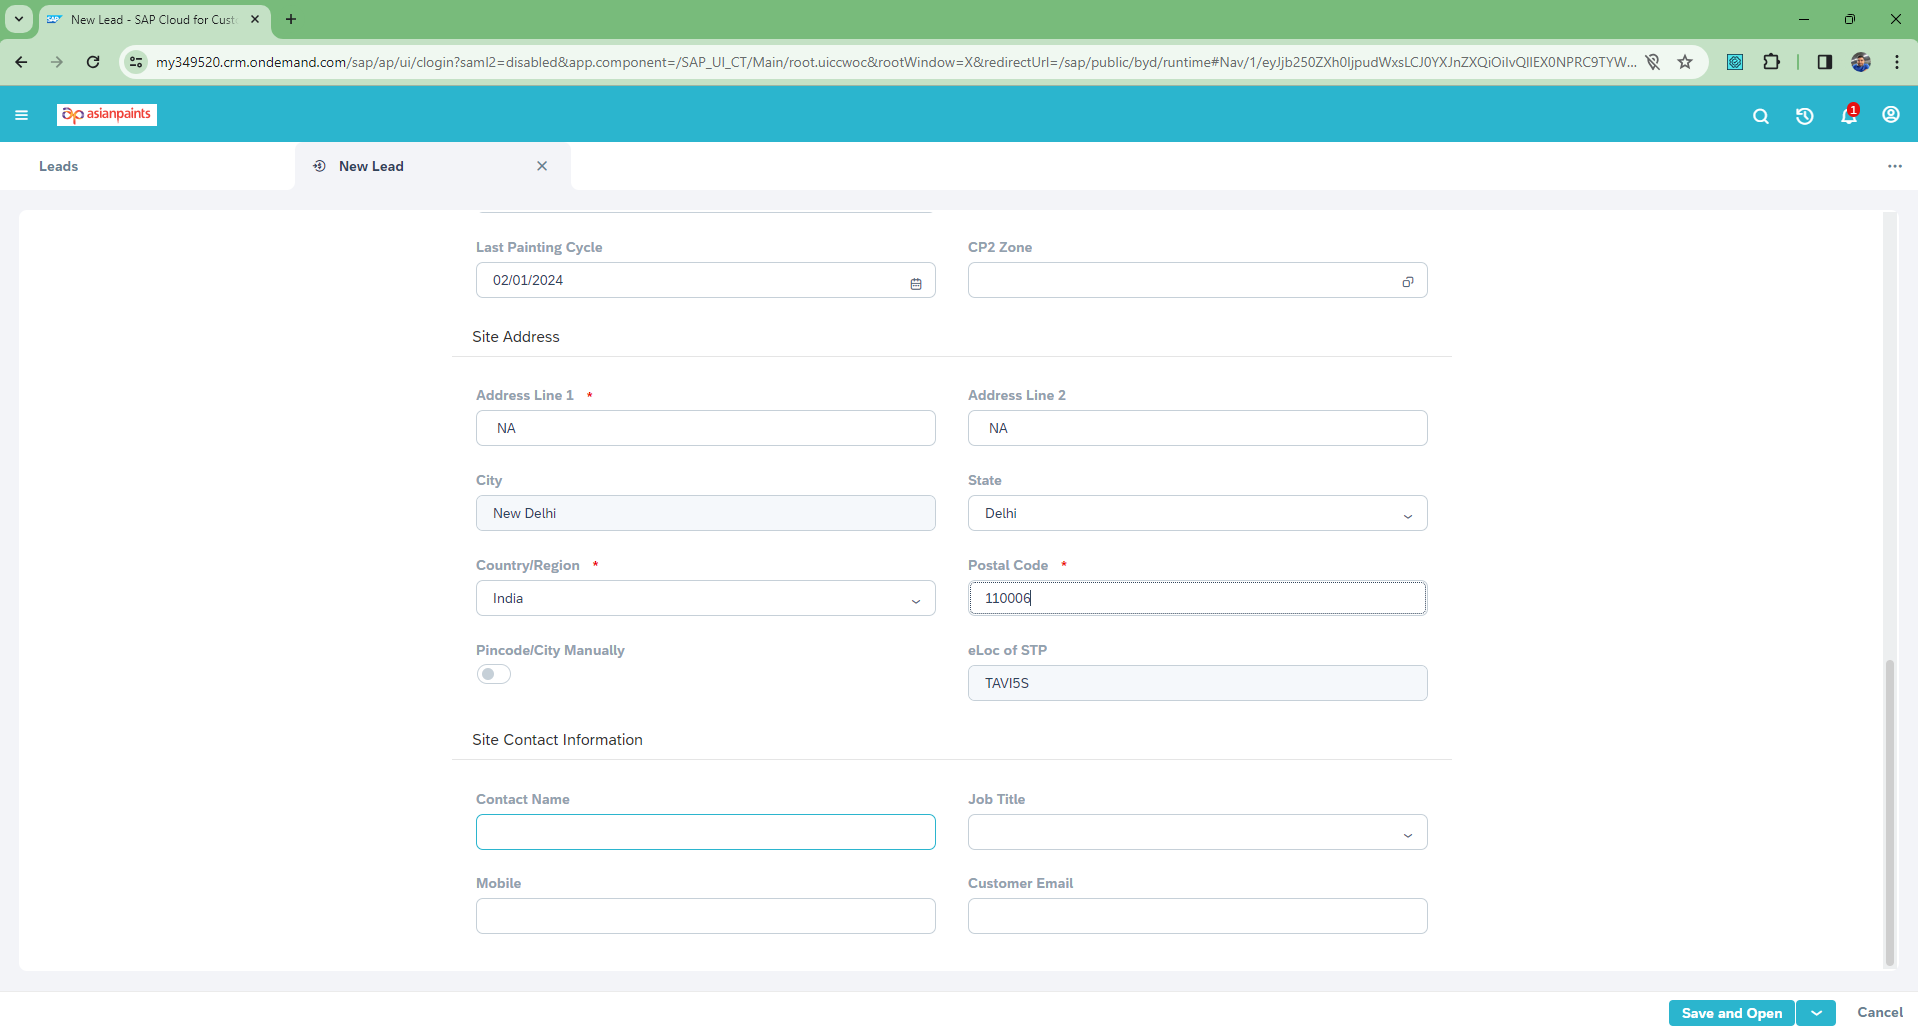 New Lead - SAP Cloud for Cust
my349520.crm.ondemand.com/sap/ap/ui/clogin?saml2=disabled&app.component=/SAP_UI_CT/Main/root.uiccwoc&rootWindow=X&redirectUrl=/sap/public/byd/runtime#Nav/1/eyJjb250ZXh0IjpudWxsLCJ0YXJnZXQiOiIvQllEX0NPRC9TYW...
asianpaints
1
Leads
New Lead
Last Painting Cycle
CP2 Zone
02/01/2024
Site Address
Address Line 1 *
Address Line 2
NA
NA
City
State
New Delhi
Delhi
Country/Region *
Postal Code *
India
110006
Pincode/City Manually
eLoc of STP
TAVI5S
Site Contact Information
Contact Name
Job Title
Mobile
Customer Email
Save and Open
Cancel